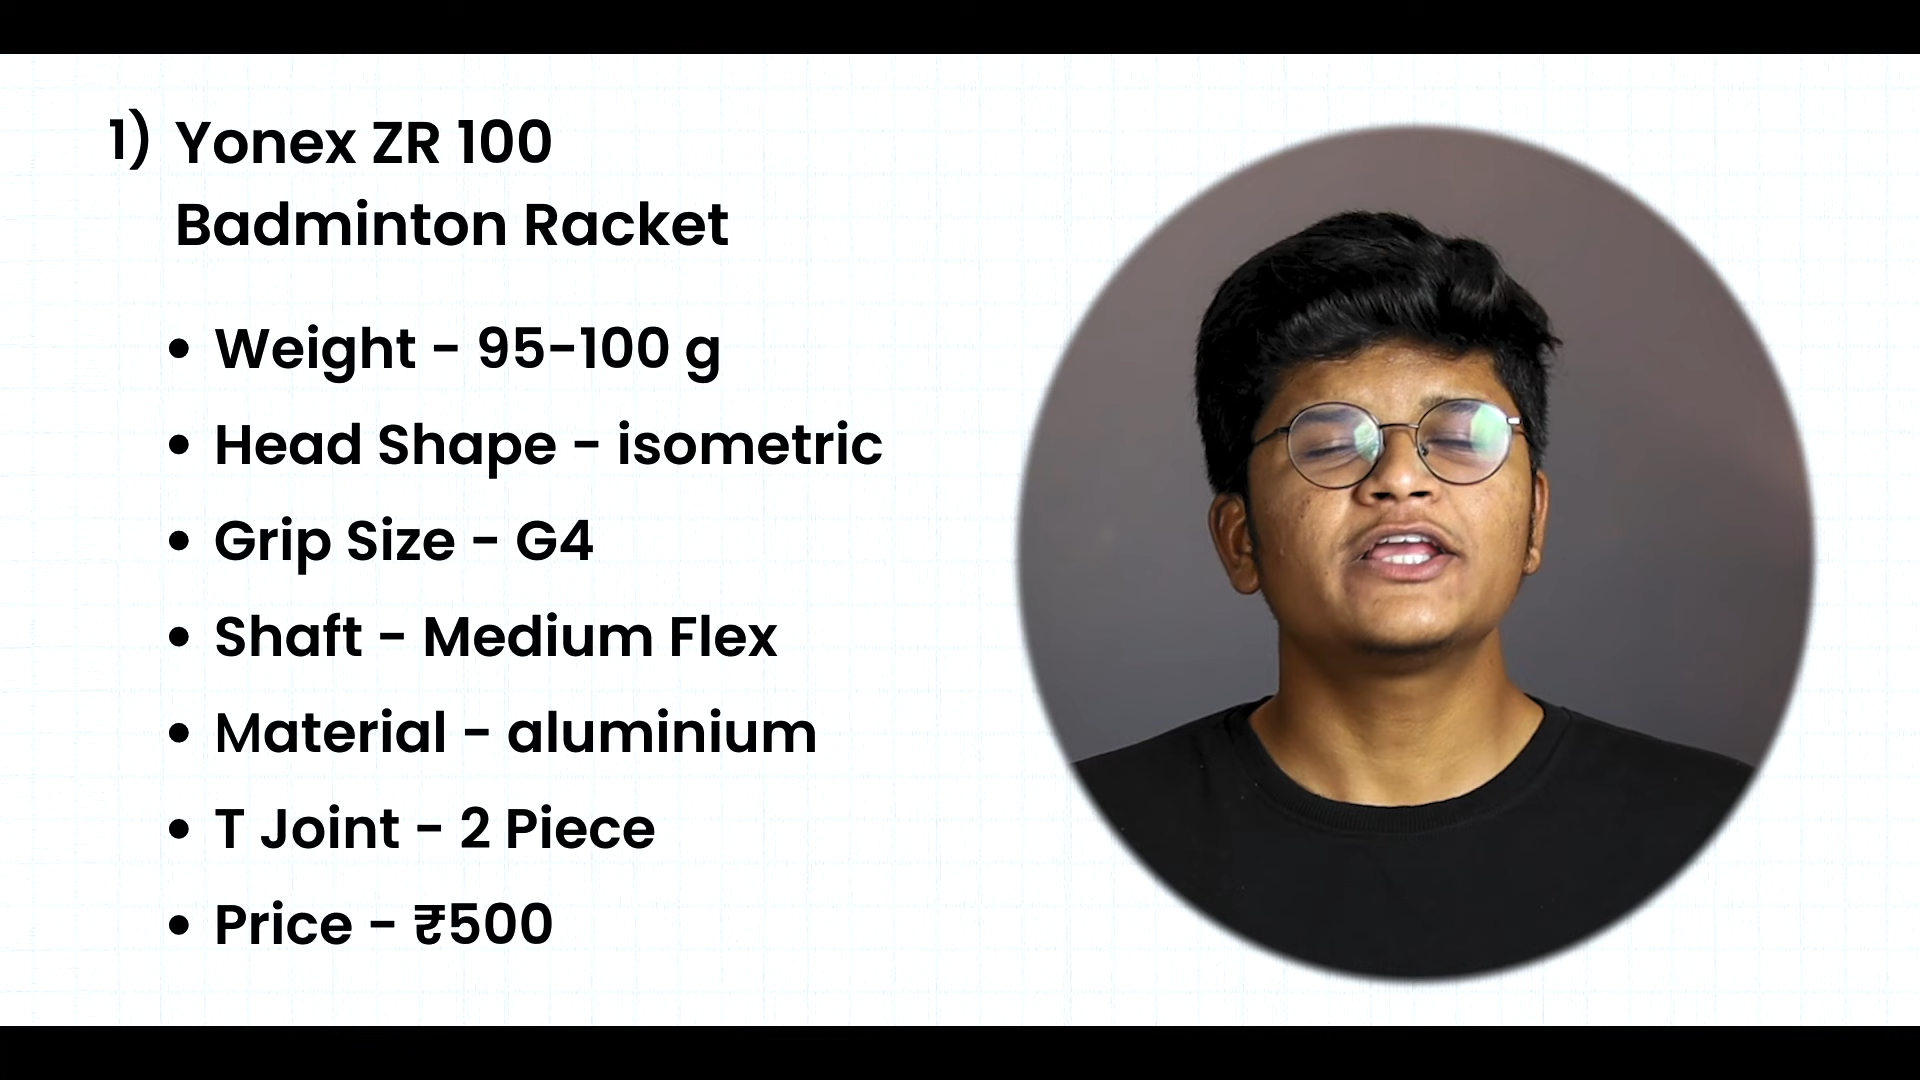 1) Yonex ZR 100
Badminton Racket
• Weight - 95-100 g
• Head Shape - isometric
• Grip Size - G4
• Shaft - Medium Flex
• Material - aluminium
• T Joint - 2 Piece
• Price - ₹500